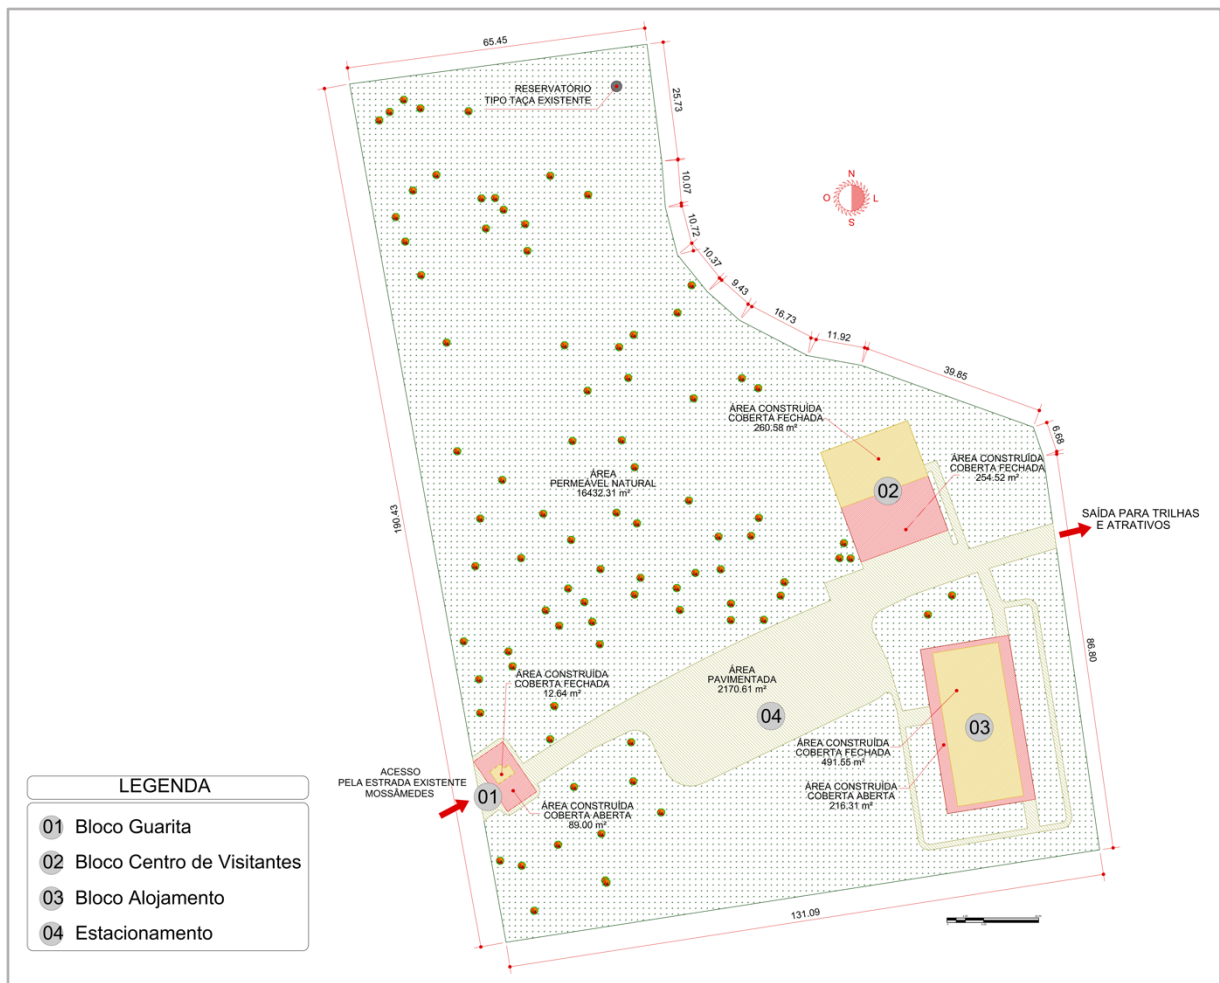 65.45
RESERVATÓRIO
TIPO TAÇA EXISTENTE
25.73
10.07
10.72
10.37
9.43
16.73
11.92
39.85
6.68
N
O
L
S
ÁREA CONSTRUÍDA
COBERTA FECHADA
260.58 m²
ÁREA CONSTRUÍDA
COBERTA FECHADA
254.52 m²
02
ÁREA
PERMEÁVEL NATURAL
16432.31 m²
190.43
SAÍDA PARA TRILHAS
E ATRATIVOS
86.80
ÁREA CONSTRUÍDA
COBERTA FECHADA
12.64 m²
ÁREA
PAVIMENTADA
2170.61 m²
04
03
ÁREA CONSTRUÍDA
COBERTA FECHADA
491.55 m²
ÁREA CONSTRUÍDA
COBERTA ABERTA
216.31 m²
ACESSO
PELA ESTRADA EXISTENTE
MOSSÂMEDES
01
ÁREA CONSTRUÍDA
COBERTA ABERTA
89.00 m²
131.09
LEGENDA
01 Bloco Guarita
02 Bloco Centro de Visitantes
03 Bloco Alojamento
04 Estacionamento